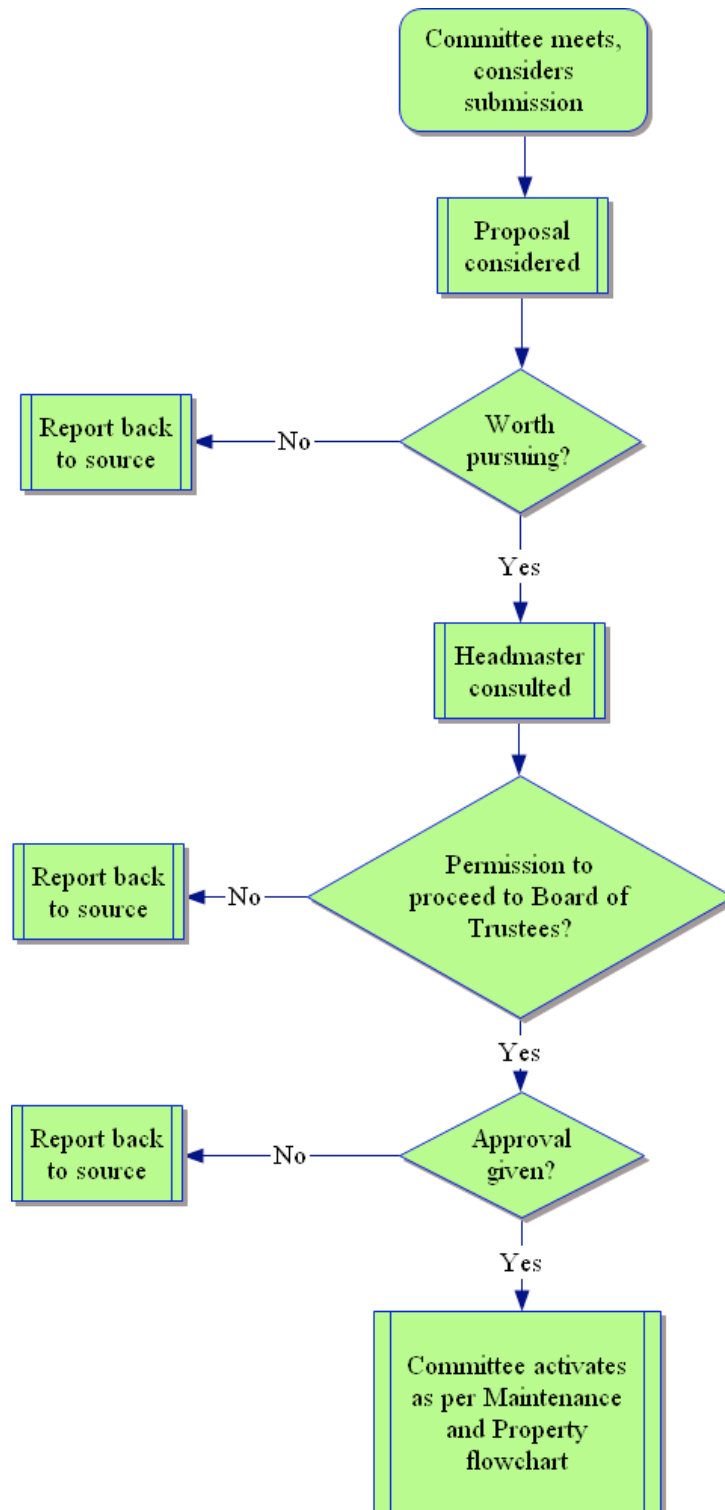 Committee meets,
considers
submission
Proposal
considered
Worth
pursuing?
No
Report back
to source
Yes
Headmaster
consulted
Permission to
proceed to Board of
Trustees?
No
Report back
to source
Yes
Approval
given?
No
Report back
to source
Yes
Committee activates
as per Maintenance
and Property
flowchart